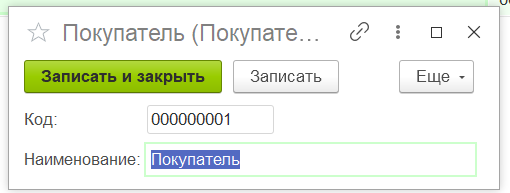 Покупатель (Покупате...
Записать и закрыть Записать Еще
Код: 000000001
Наименование: Покупатель